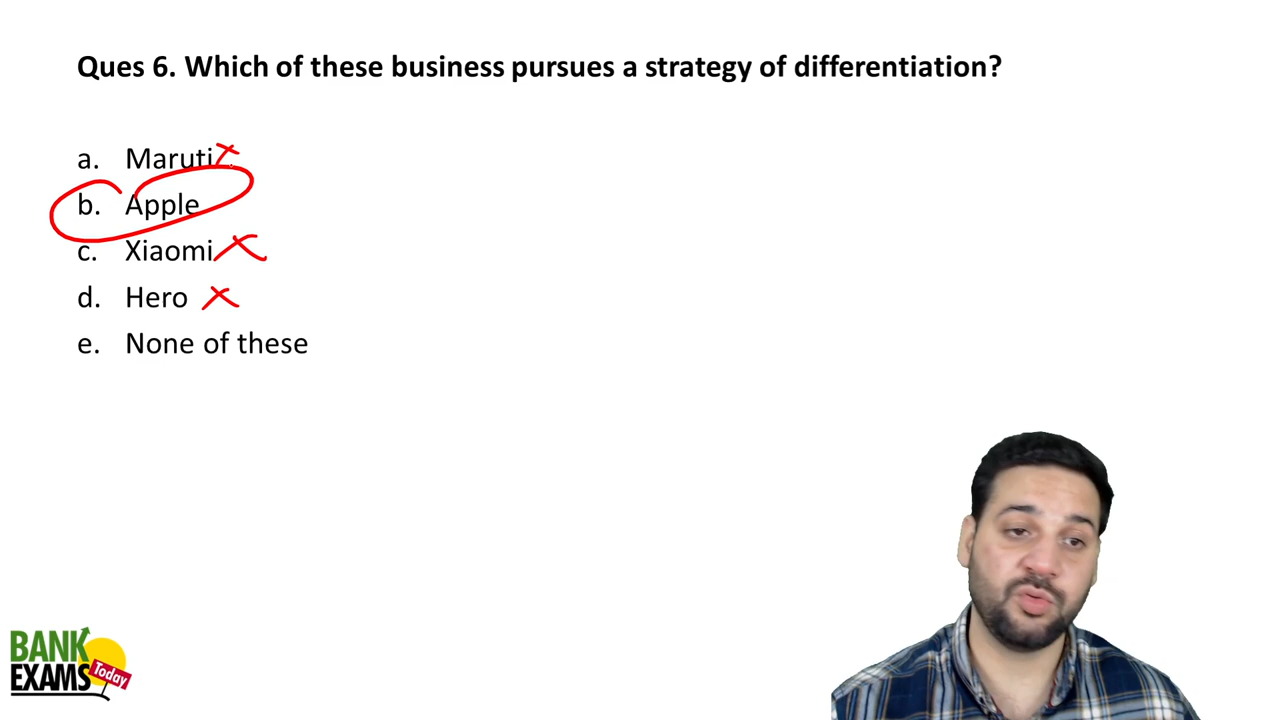 Ques 6. Which of these business pursues a strategy of differentiation?
a. Maruti
b. Apple
c. Xiaomi
d. Hero
e. None of these
BANK
EXAMS
Today